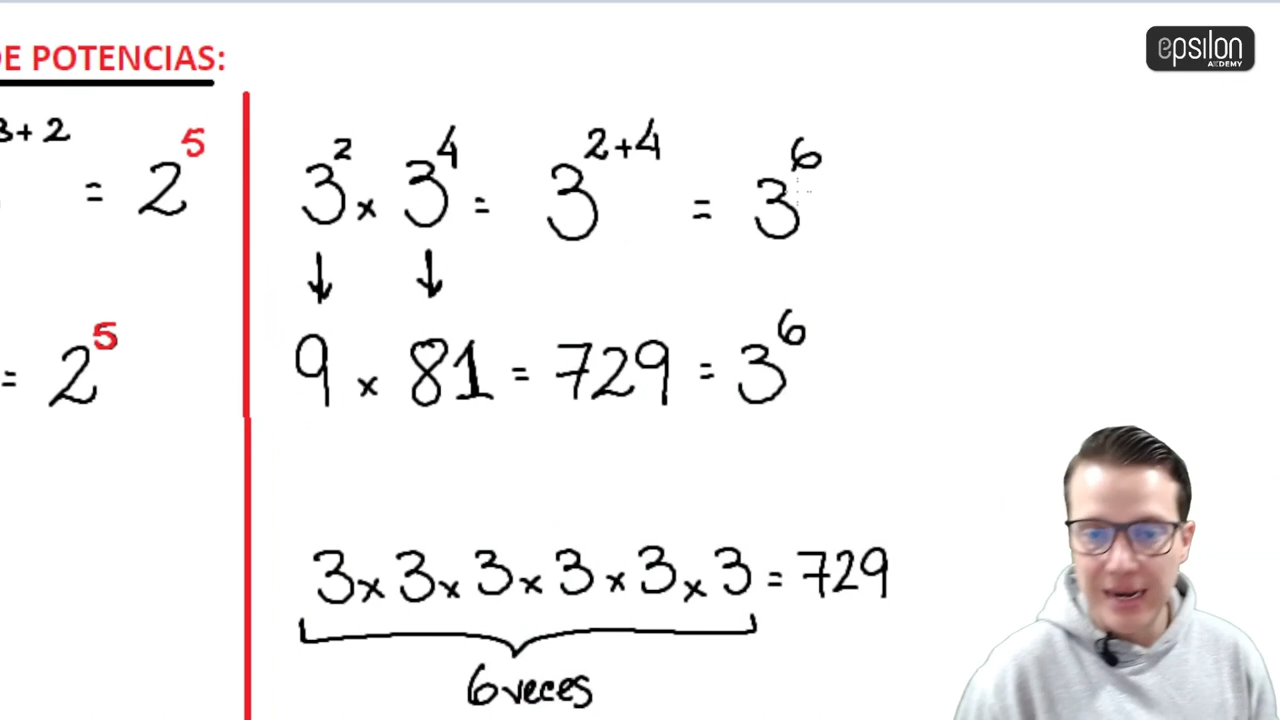 DE POTENCIAS:
epsilon
ACADEMY
3+2 = 2⁵
3² × 3⁴ = 3²⁺⁴ = 3⁶
↓ ↓
9 × 81 = 729 = 3⁶
= 2⁵
3 × 3 × 3 × 3 × 3 × 3 = 729
6 veces